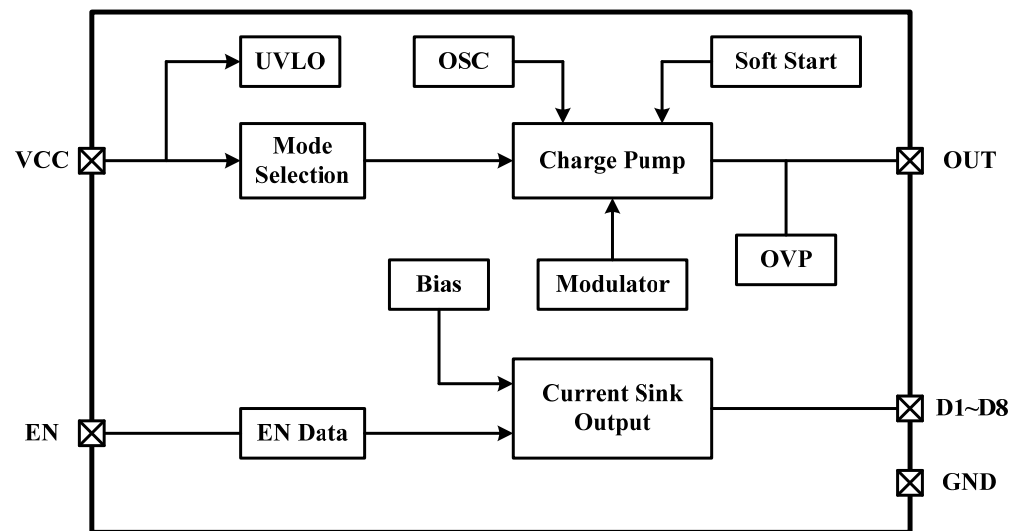 UVLO
OSC
Soft Start
VCC
Mode
Selection
Charge Pump
OUT
Bias
Modulator
OVP
EN
EN Data
Current Sink
Output
D1~D8
GND